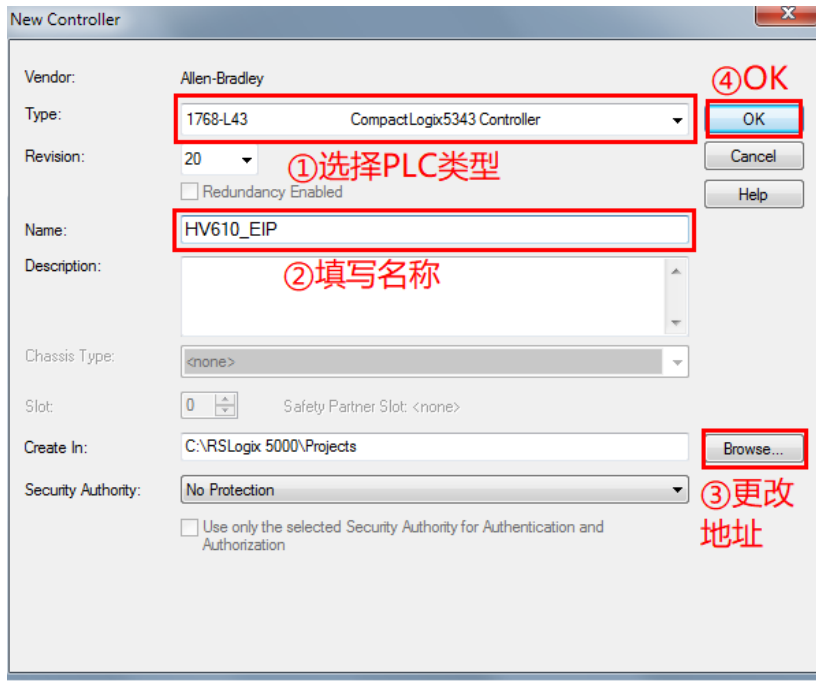 New Controller
Vendor: Allen-Bradley
④OK
Type: 1768-L43 CompactLogix5343 Controller OK
Revision: 20 ①选择PLC类型 Cancel
Redundancy Enabled Help
Name: HV610_EIP
Description: ②填写名称
Chassis Type: <none>
Slot: 0 Safety Partner Slot: <none>
Create In: C:\RSLogix 5000\Projects Browse...
Security Authority: No Protection
③更改
地址
Use only the selected Security Authority for Authentication and
Authorization